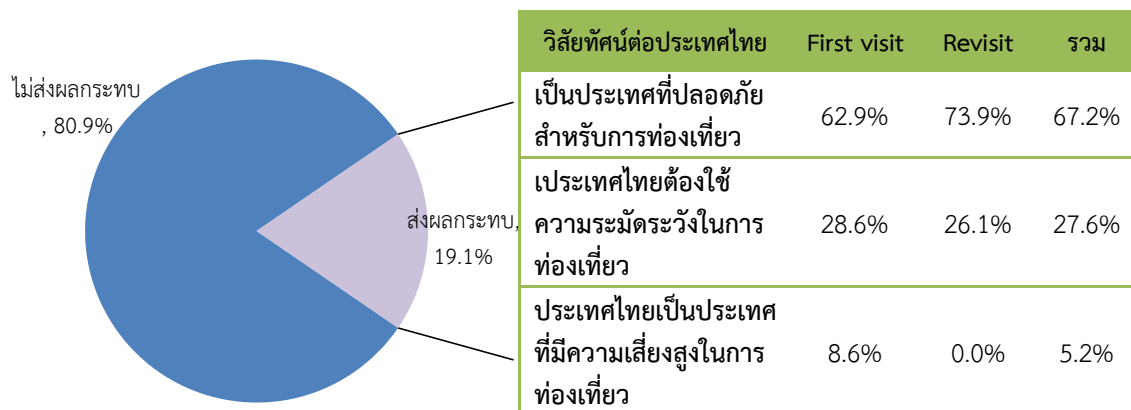 ไม่ส่งผลกระทบ
, 80.9%
ส่งผลกระทบ,
19.1%
วิสัยทัศน์ต่อประเทศไทย First visit Revisit รวม
เป็นประเทศที่ปลอดภัย
สำหรับการท่องเที่ยว
62.9% 73.9% 67.2%
เประเทศไทยต้องใช้
ความระมัดระวังในการ
ท่องเที่ยว
28.6% 26.1% 27.6%
ประเทศไทยเป็นประเทศ
ที่มีความเสี่ยงสูงในการ
ท่องเที่ยว
8.6% 0.0% 5.2%